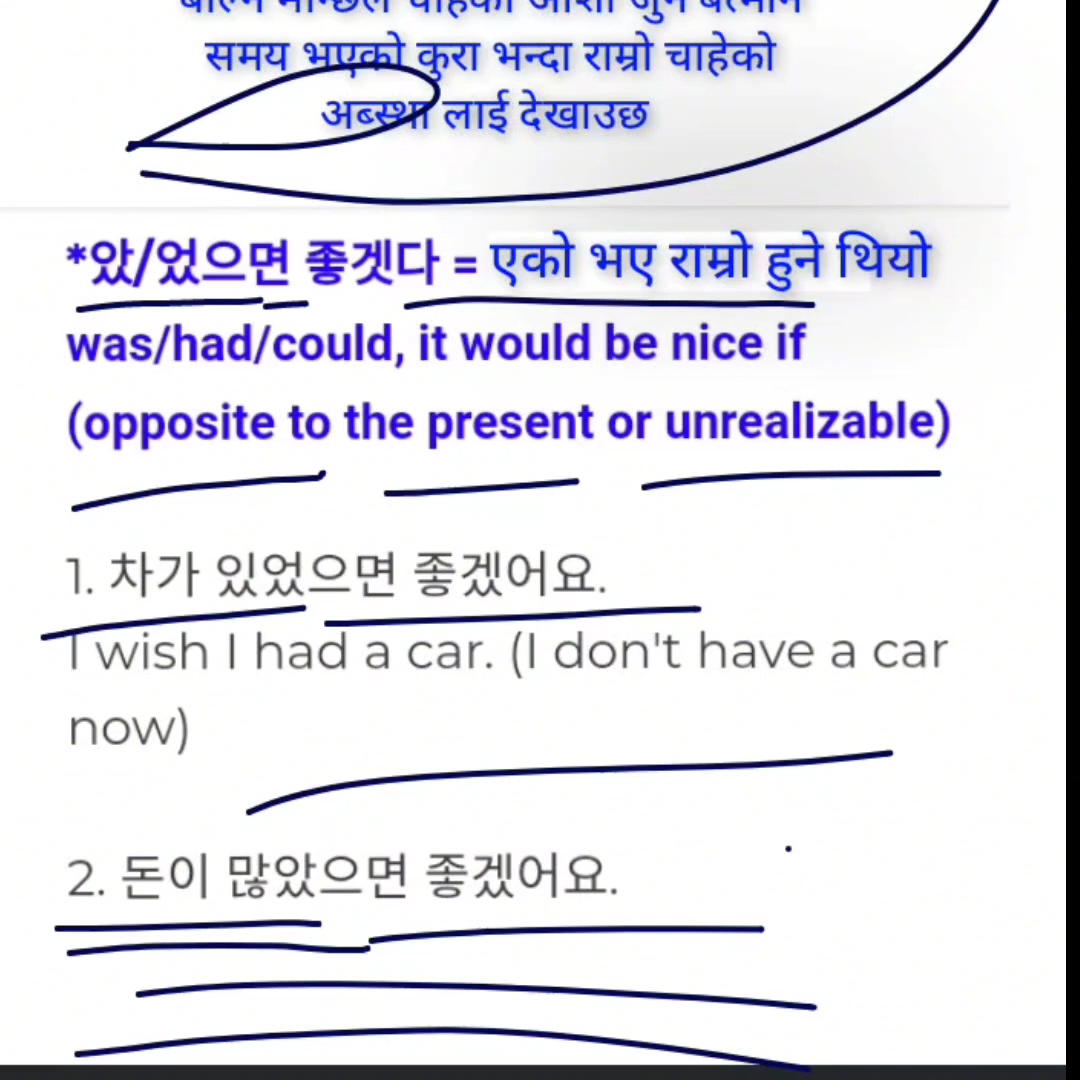 समय भएको कुरा भन्दा राम्रो चाहेको
अब्स्था लाई देखाउछ
*았/었으면 좋겟다 = एको भए राम्रो हुने थियो
was/had/could, it would be nice if
(opposite to the present or unrealizable)
1. 차가 있었으면 좋겠어요.
I wish I had a car. (I don't have a car
now)
2. 돈이 많았으면 좋겠어요.